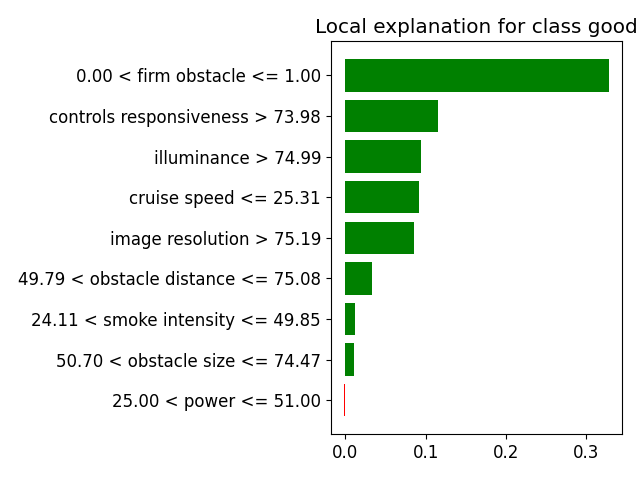 Local explanation for class good
0.00 < firm obstacle <= 1.00
controls responsiveness > 73.98
illuminance > 74.99
cruise speed <= 25.31
image resolution > 75.19
49.79 < obstacle distance <= 75.08
24.11 < smoke intensity <= 49.85
50.70 < obstacle size <= 74.47
25.00 < power <= 51.00
0.0 0.1 0.2 0.3